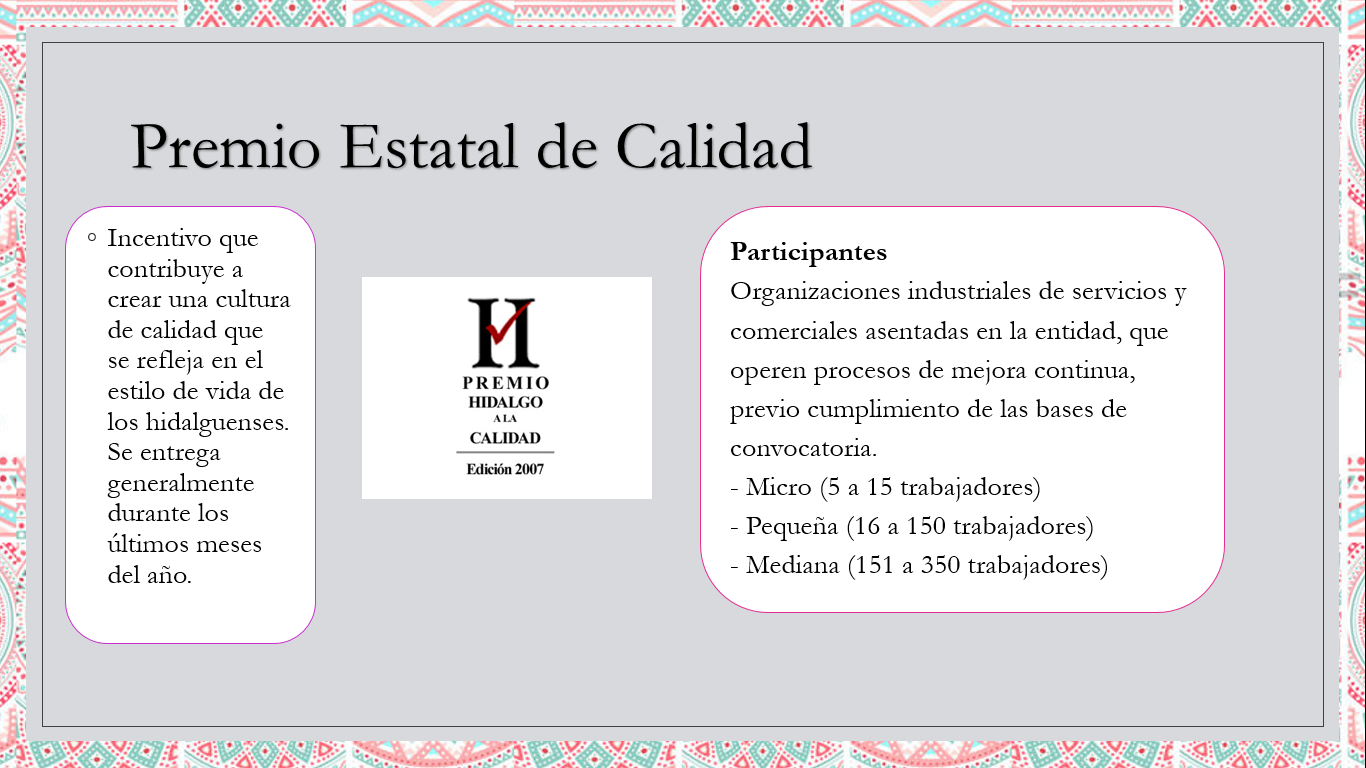 Premio Estatal de Calidad
◦ Incentivo que
contribuye a
crear una cultura
de calidad que
se refleja en el
estilo de vida de
los hidalguenses.
Se entrega
generalmente
durante los
últimos meses
del año.
H
PREMIO
HIDALGO
A LA
CALIDAD
Edición 2007
Participantes
Organizaciones industriales de servicios y
comerciales asentadas en la entidad, que
operen procesos de mejora continua,
previo cumplimiento de las bases de
convocatoria.
- Micro (5 a 15 trabajadores)
- Pequeña (16 a 150 trabajadores)
- Mediana (151 a 350 trabajadores)